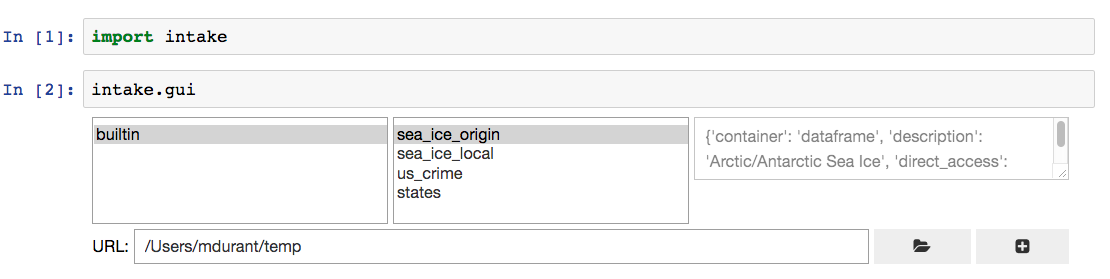 In [1]: import intake
In [2]: intake.gui
builtin
sea_ice_origin
sea_ice_local
us_crime
states
{'container': 'dataframe', 'description':
'Arctic/Antarctic Sea Ice', 'direct_access':
URL: /Users/mdurant/temp